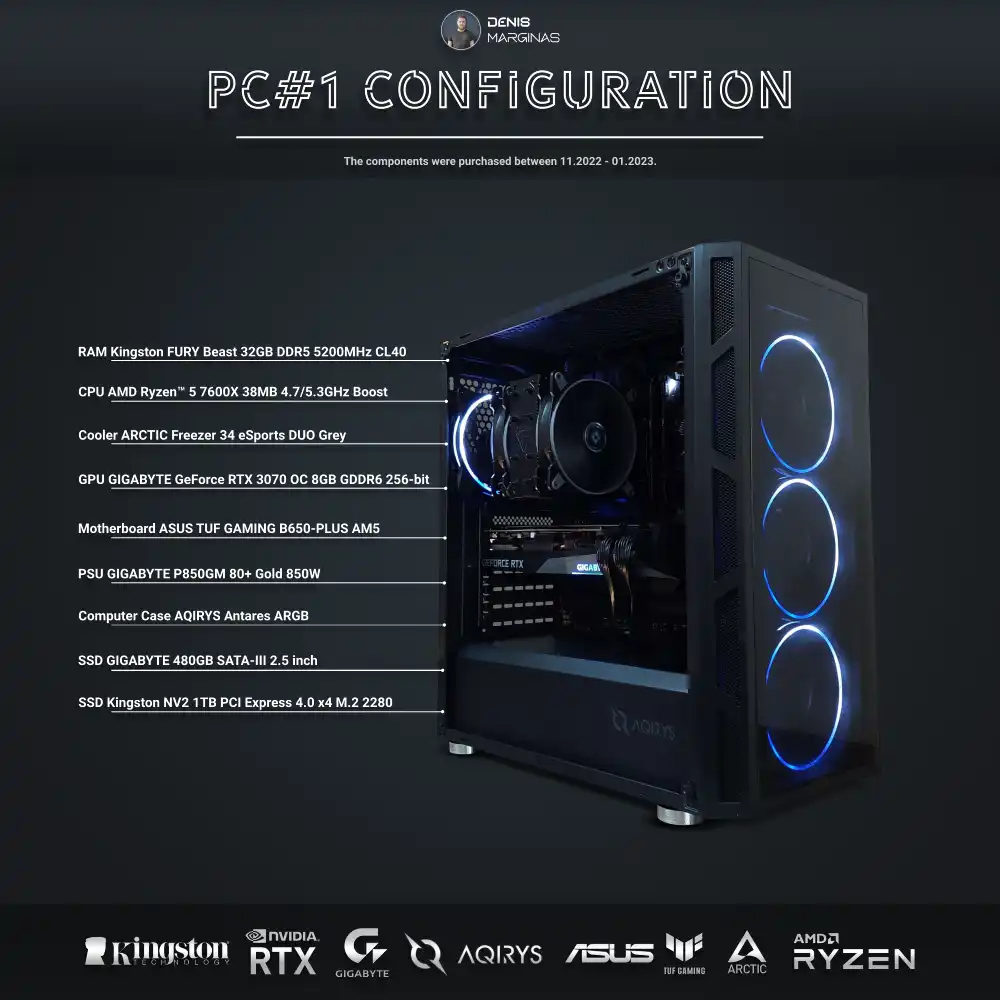 DENIS
MARGINAS
PC#1 CONFiGURATiON
The components were purchased between 11.2022 - 01.2023.
RAM Kingston FURY Beast 32GB DDR5 5200MHz CL40
CPU AMD Ryzen™ 5 7600X 38MB 4.7/5.3GHz Boost
Cooler ARCTIC Freezer 34 eSports DUO Grey
GPU GIGABYTE GeForce RTX 3070 OC 8GB GDDR6 256-bit
Motherboard ASUS TUF GAMING B650-PLUS AM5
PSU GIGABYTE P850GM 80+ Gold 850W
Computer Case AQIRYS Antares ARGB
SSD GIGABYTE 480GB SATA-III 2.5 inch
SSD Kingston NV2 1TB PCI Express 4.0 x4 M.2 2280
GEFORCE RTX
GIGAB
AQIRYS
Kingston
TECHNOLOGY
NVIDIA.
RTX
GIGABYTE
AQIRYS
ASUS
TUF GAMING
ARCTIC
AMD
RYZEN